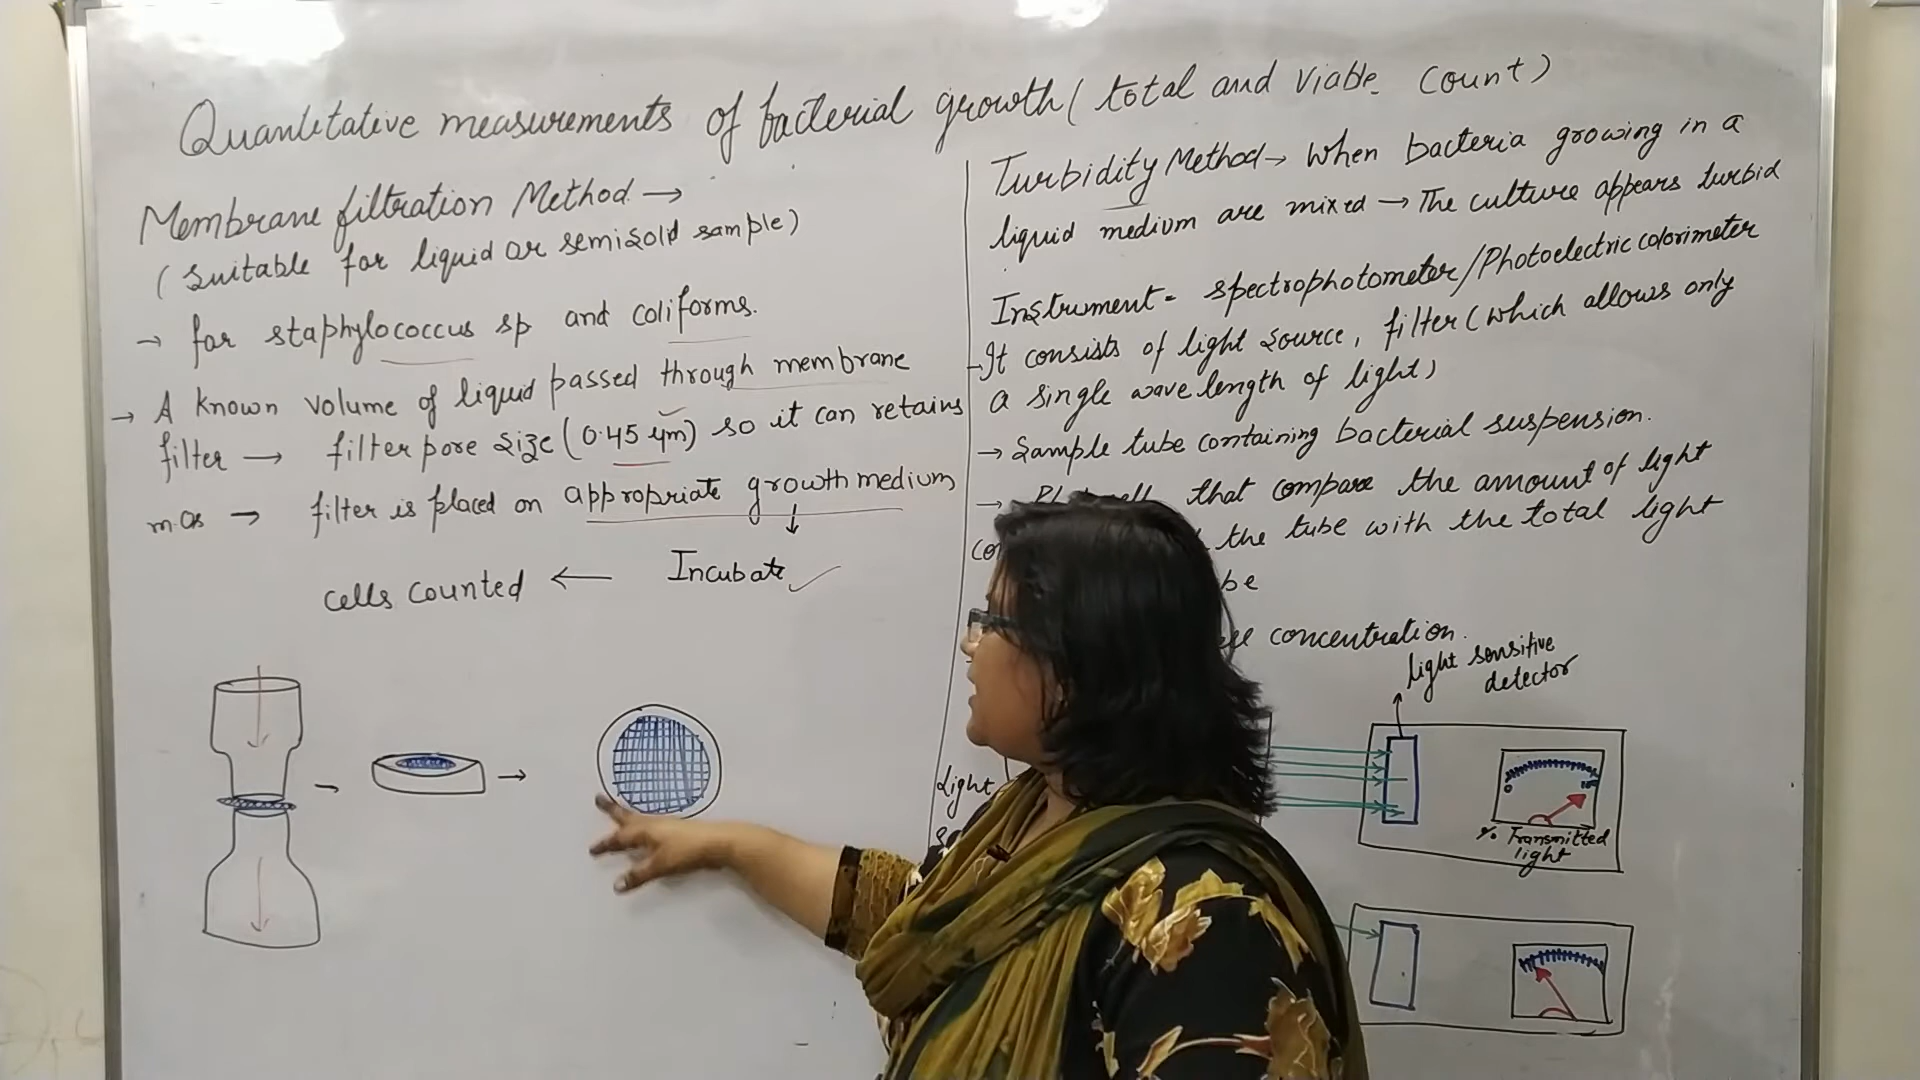 Quantitative measurements of bacterial growth (total and viable count)
Membrane filtration Method →
(suitable for liquid or semisolid sample)
→ for staphylococcus sp and coliforms.
→ A known volume of liquid passed through membrane
filter → filter pore size (0.45 µm) so it can retains
m.os → filter is placed on appropriate growth medium
↓
cells counted ← Incubate
Turbidity Method → When bacteria growing in a
liquid medium are mixed → The culture appears turbid
Instrument = spectrophotometer/Photoelectric colorimeter
- It consists of light source, filter (which allows only
a single wave length of light)
→ Sample tube containing bacterial suspension.
→ that compare the amount of light
the tube with the total light
be
concentration.
light sensitive
detector
Light
0
% Transmitted
light